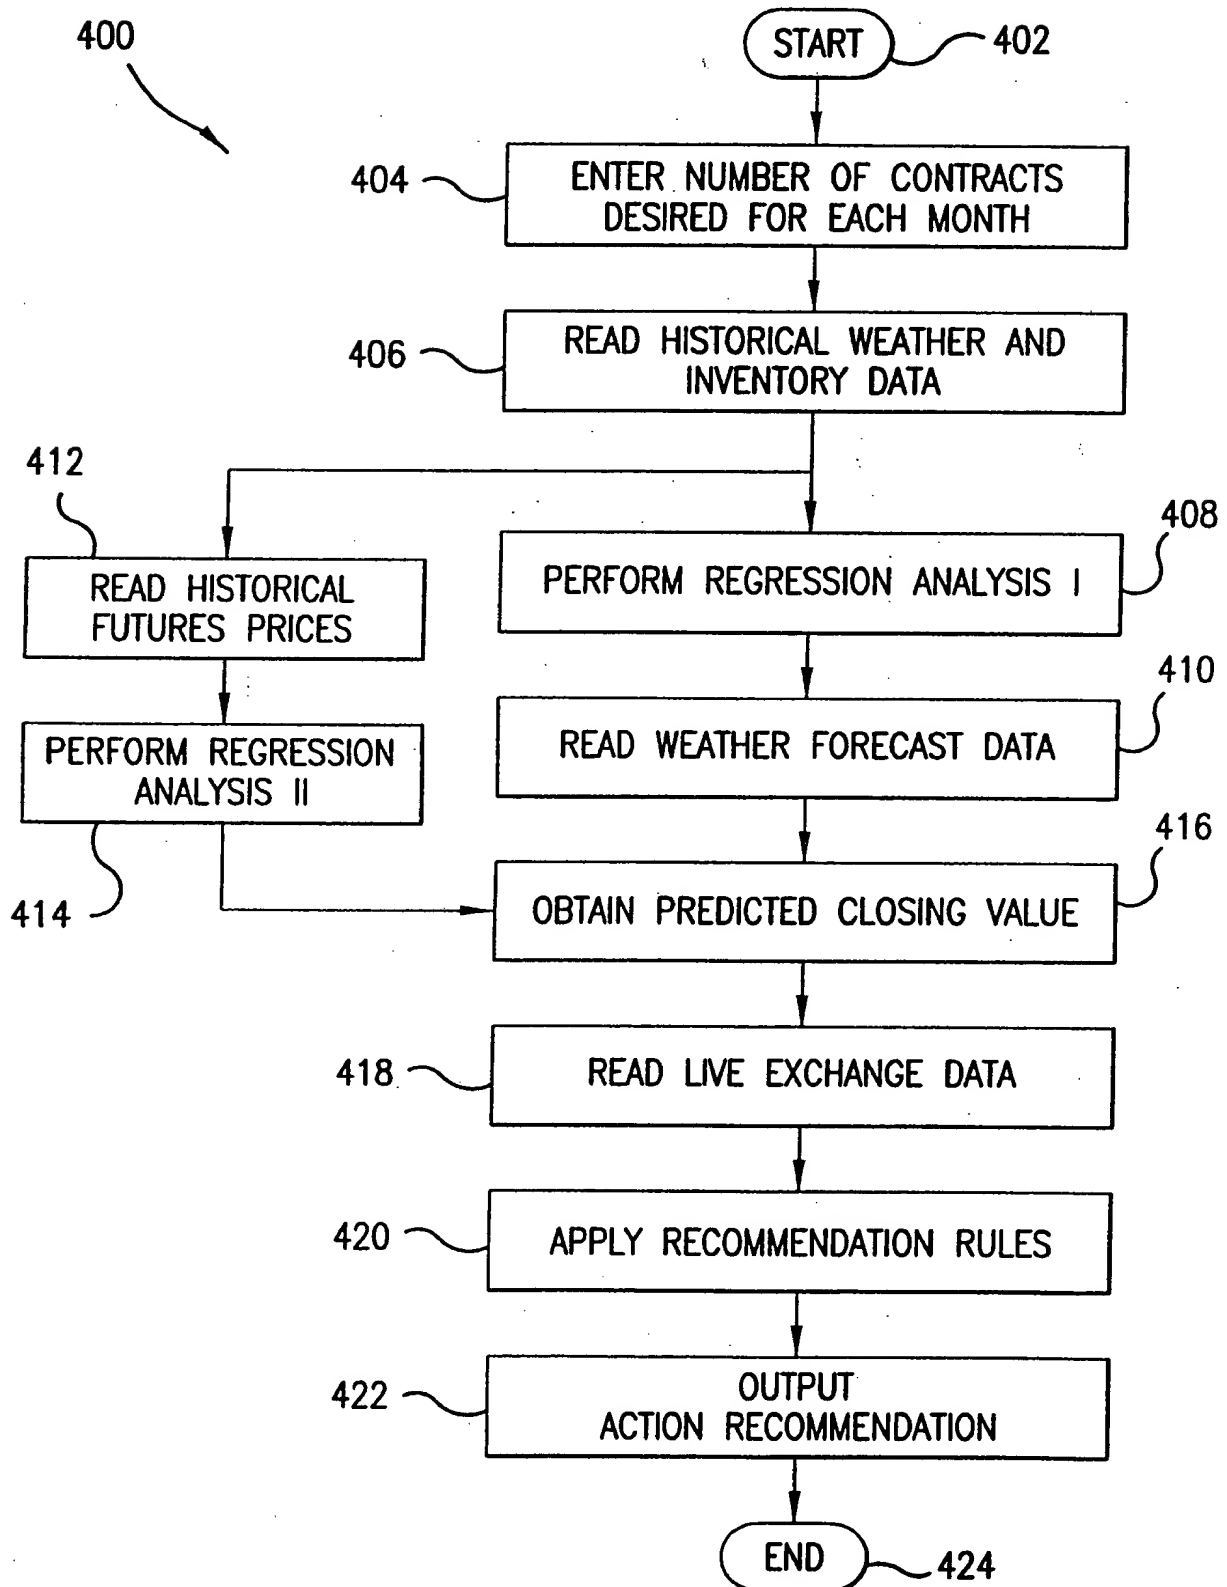 400
START
402
404
ENTER NUMBER OF CONTRACTS
DESIRED FOR EACH MONTH
406
READ HISTORICAL WEATHER AND
INVENTORY DATA
412
408
READ HISTORICAL
FUTURES PRICES
PERFORM REGRESSION ANALYSIS I
410
PERFORM REGRESSION
ANALYSIS II
READ WEATHER FORECAST DATA
416
414
OBTAIN PREDICTED CLOSING VALUE
418
READ LIVE EXCHANGE DATA
420
APPLY RECOMMENDATION RULES
422
OUTPUT
ACTION RECOMMENDATION
END
424